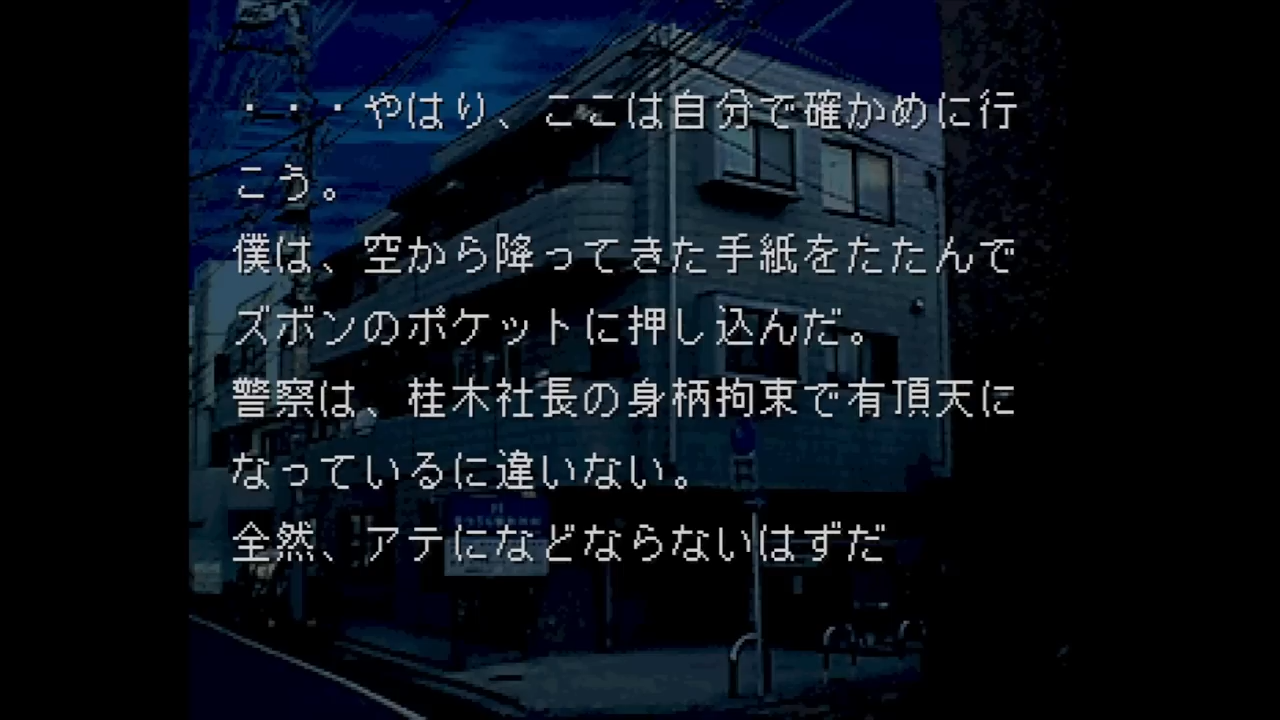 ・・・やはり、ここは自分で確かめに行
こう。
僕は、空から降ってきた手紙をたたんで
ズボンのポケットに押し込んだ。
警察は、桂木社長の身柄拘束で有頂天に
なっているに違いない。
全然、アテになどならないはずだ